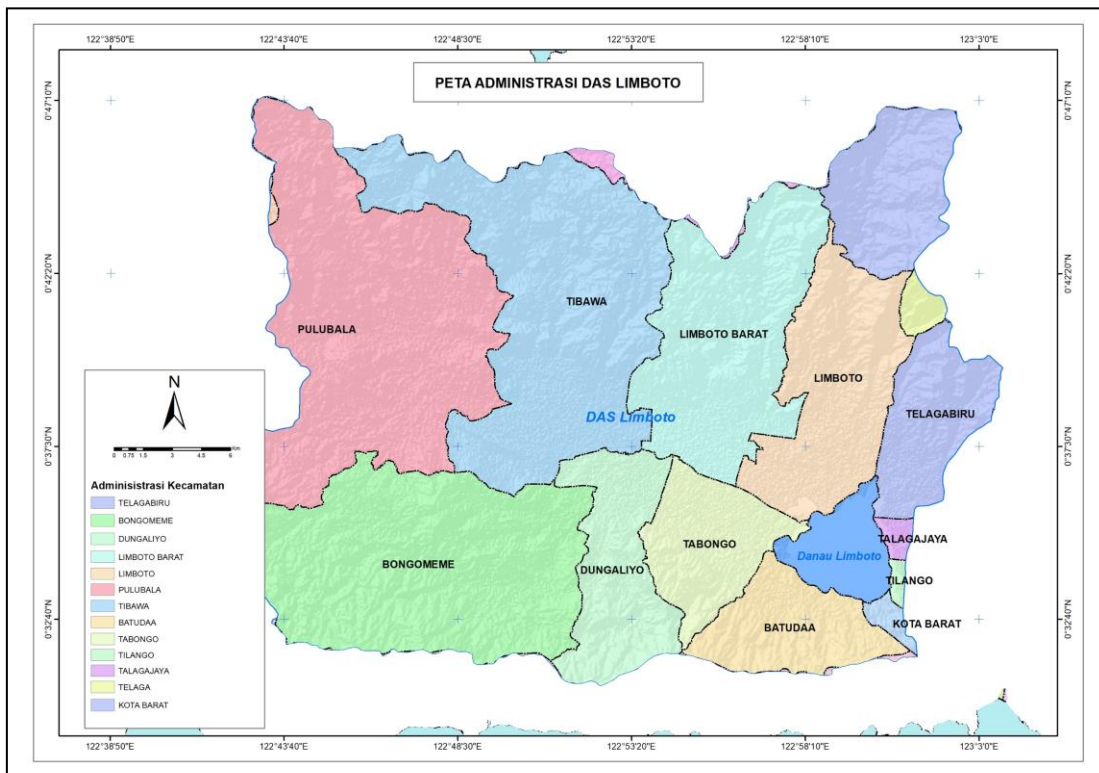 122°38'50"E 122°43'40"E 122°48'30"E 122°53'20"E 122°58'10"E 123°3'0"E
PETA ADMINISTRASI DAS LIMBOTO
0°47'10"N 0°47'10"N
0°42'20"N 0°42'20"N
TIBAWA
PULUBALA
LIMBOTO BARAT
LIMBOTO
TELAGABIRU
DAS Limboto
0°37'30"N 0°37'30"N
TALAGAJAYA
TABONGO
Danau Limboto
BONGOMEME
DUNGALIYO
TILANGO
0°32'40"N 0°32'40"N
BATUDAA
KOTA BARAT
N
0 0.75 1.5 3 4.5 6
Adminisistrasi Kecamatan
TELAGABIRU
BONGOMEME
DUNGALIYO
LIMBOTO BARAT
LIMBOTO
PULUBALA
TIBAWA
BATUDAA
TABONGO
TILANGO
TALAGAJAYA
TELAGA
KOTA BARAT
122°38'50"E 122°43'40"E 122°48'30"E 122°53'20"E 122°58'10"E 123°3'0"E